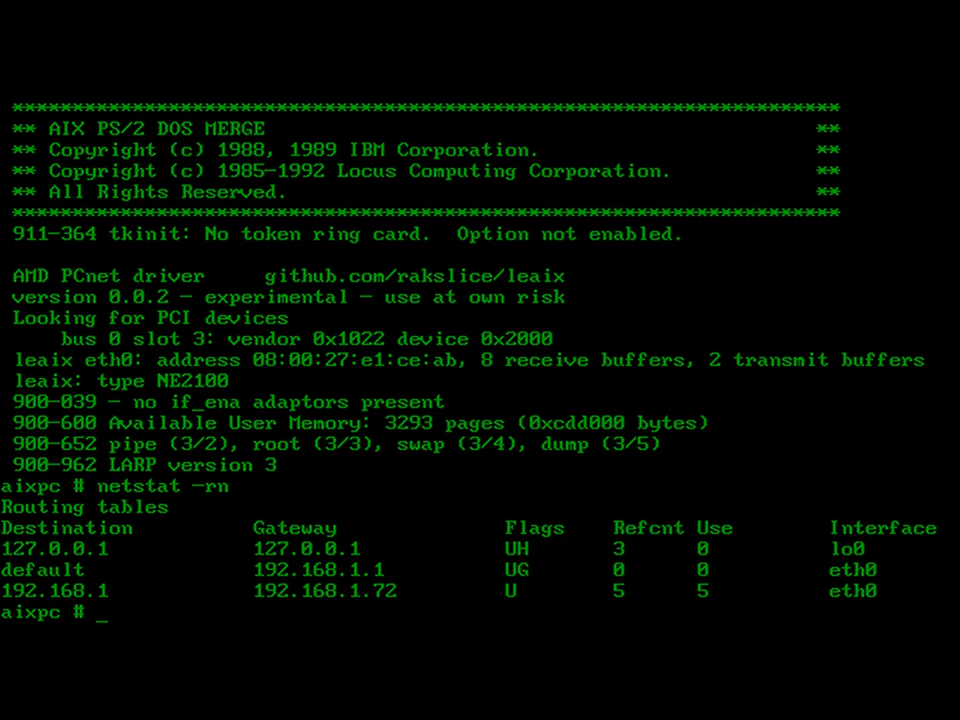 **********************************************************************
** AIX PS/2 DOS MERGE **
** Copyright (c) 1988, 1989 IBM Corporation. **
** Copyright (c) 1985-1992 Locus Computing Corporation. **
** All Rights Reserved. **
**********************************************************************
911-364 tkinit: No token ring card. Option not enabled.
AMD PCnet driver github.com/rakslice/leaix
version 0.0.2 - experimental - use at own risk
Looking for PCI devices
bus 0 slot 3: vendor 0x1022 device 0x2000
leaix eth0: address 08:00:27:e1:ce:ab, 8 receive buffers, 2 transmit buffers
leaix: type NE2100
900-039 - no if_ena adaptors present
900-600 Available User Memory: 3293 pages (0xcdd000 bytes)
900-652 pipe (3/2), root (3/3), swap (3/4), dump (3/5)
900-962 LARP version 3
aixpc # netstat -rn
Routing tables
Destination Gateway Flags Refcnt Use Interface
127.0.0.1 127.0.0.1 UH 3 0 lo0
default 192.168.1.1 UG 0 0 eth0
192.168.1 192.168.1.72 U 5 5 eth0
aixpc # _